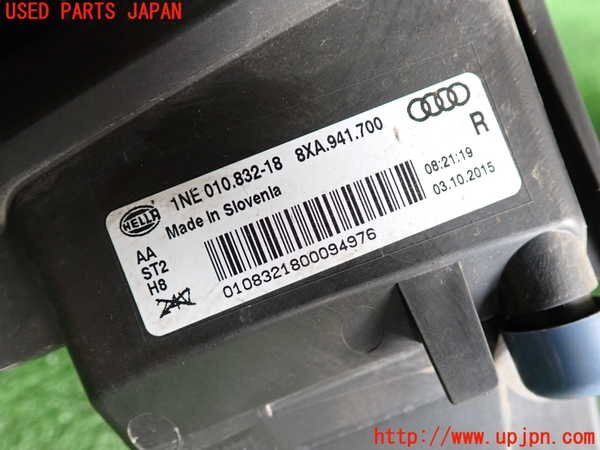 USED PARTS JAPAN
1NE 010.832-18 8XA.941.700
Made in Slovenia
R
HELLA
AA
ST2
H8
08:21:19
03.10.2015
0108321800094976
http://www.upjpn.com/